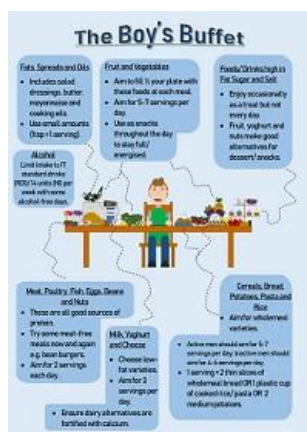 The Boy's Buffet
Fats, Spreads and Oils
• Includes salad
dressings, butter,
mayonnaise and
cooking oils.
• Use small amounts
(tsp = 1 serving).
Alcohol
Limit intake to 17
standard drinks
(ROI)/ 14 units (NI) per
week with some
alcohol-free days.
Fruit and Vegetables
• Aim to fill ½ your plate with
these foods at each meal.
• Aim for 5-7 servings per
day.
• Use as snacks
throughout the day
to stay full/
energised.
Foods/Drinks high in
Fat Sugar and Salt
• Enjoy occasionally
as a treat but not
every day.
• Fruit, yoghurt and
nuts make good
alternatives for
dessert/ snacks.
Meat, Poultry, Fish, Eggs, Beans
and Nuts
• These are all good sources
of protein.
• Try some meat-free
meals now and again
e.g. bean burgers.
• Aim for 2 servings
each day.
Milk, Yoghurt
and Cheese
• Choose low-
fat varieties.
• Aim for 3
servings per
day.
• Ensure dairy alternatives are
fortified with calcium.
Cereals, Bread,
Potatoes, Pasta and
Rice
• Aim for wholemeal
varieties.
• Active men should aim for 5-7
servings per day. Inactive men should
aim for 4-5 servings per day.
• 1 serving = 2 thin slices of
wholemeal bread OR 1 plastic cup
of cooked rice/ pasta OR 2
medium potatoes.